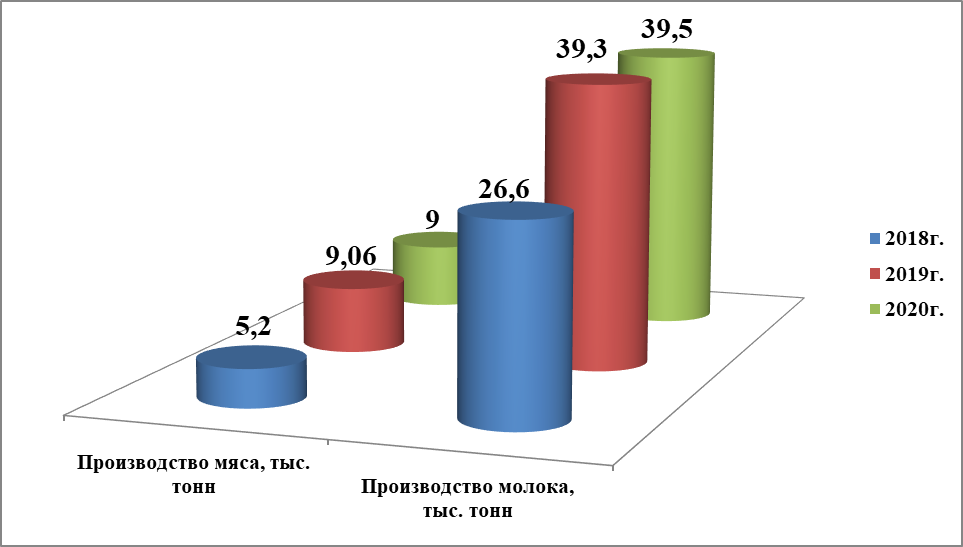 39,5
39,3
26,6
9
9,06
5,2
2018г.
2019г.
2020г.
Производство мяса, тыс.
тонн
Производство молока,
тыс. тонн